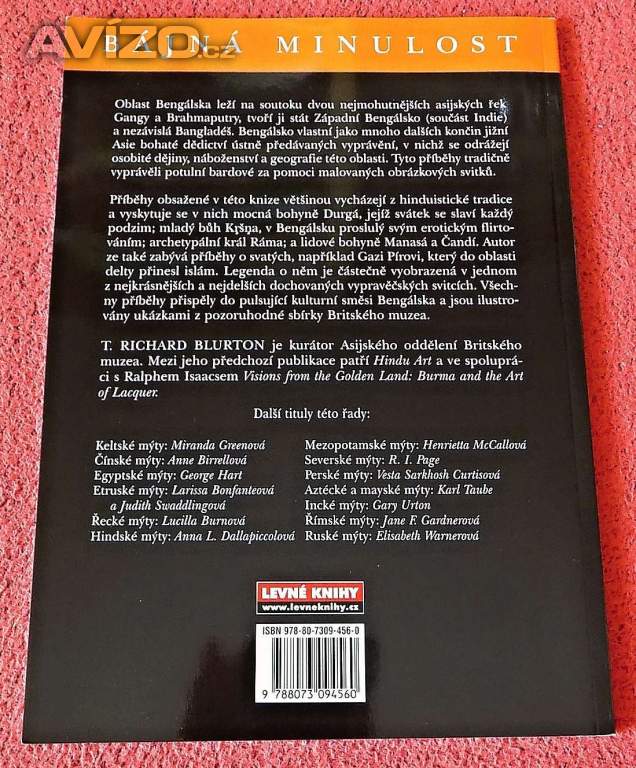 BÁJNÁ MINULOST
AVízo.cz
Oblast Bengálska leží na soutoku dvou nejmohutnějších asijských řek
Gangy a Brahmaputry, tvoří ji stát Západní Bengálsko (součást Indie)
a nezávislá Bangladéš. Bengálsko vlastní jako mnoho dalších končin jižní
Asie bohaté dědictví ústně předávaných vyprávění, v nichž se odrážejí
osobité dějiny, náboženství a geografie této oblasti. Tyto příběhy tradičně
vyprávěli potulní bardové za pomoci malovaných obrázkových svitků.
Příběhy obsažené v této knize většinou vycházejí z hinduistické tradice
a vyskytuje se v nich mocná bohyně Durgá, jejíž svátek se slaví každý
podzim; mladý bůh Kṛṣṇa, v Bengálsku proslulý svým erotickým flirto-
váním; archetypální král Ráma; a lidové bohyně Manasá a Čandí. Autor
ze také zabývá příběhy o svatých, například Gazi Pírovi, který do oblasti
delty přinesl islám. Legenda o něm je částečně vyobrazená v jednom
z nejkrásnějších a nejdelších dochovaných vypravěčských svitcích. Všech-
ny příběhy přispěly do pulsující kulturní směsi Bengálska a jsou ilustro-
vány ukázkami z pozoruhodné sbírky Britského muzea.
T. RICHARD BLURTON je kurátor Asijského oddělení Britského
muzea. Mezi jeho předchozí publikace patří Hindu Art a ve spoluprá-
ci s Ralphem Isaacsem Visions from the Golden Land: Burma and the Art
of Lacquer.
Další tituly této řady:
Keltské mýty: Miranda Greenová
Čínské mýty: Anne Birrellová
Egyptské mýty: George Hart
Etruské mýty: Larissa Bonfanteová
a Judith Swaddlingová
Řecké mýty: Lucilla Burnová
Hindské mýty: Anna L. Dallapiccolová
Mezopotamské mýty: Henrietta McCallová
Severské mýty: R. I. Page
Perské mýty: Vesta Sarkhosh Curtisová
Aztécké a mayské mýty: Karl Taube
Incké mýty: Gary Urton
Římské mýty: Jane F. Gardnerová
Ruské mýty: Elisabeth Warnerová
LEVNÉ KNIHY
www.levneknihy.cz
ISBN 978-80-7309-456-0
9 788073 094560